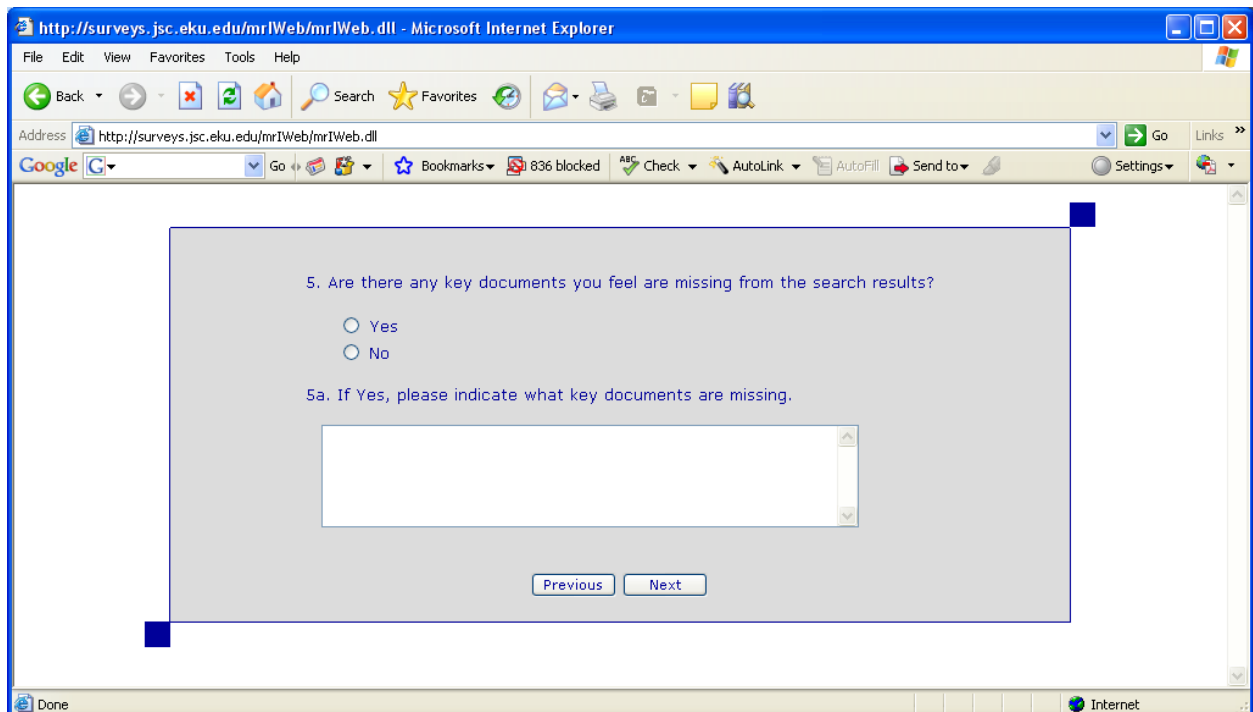 http://surveys.jsc.eku.edu/mrIWeb/mrIWeb.dll - Microsoft Internet Explorer
File Edit View Favorites Tools Help
Back Search Favorites
Address http://surveys.jsc.eku.edu/mrIWeb/mrIWeb.dll Go Links »
Google G Go Bookmarks 836 blocked ABC Check AutoLink AutoFill Send to Settings
5. Are there any key documents you feel are missing from the search results?
Yes
No
5a. If Yes, please indicate what key documents are missing.
Previous Next
Done Internet